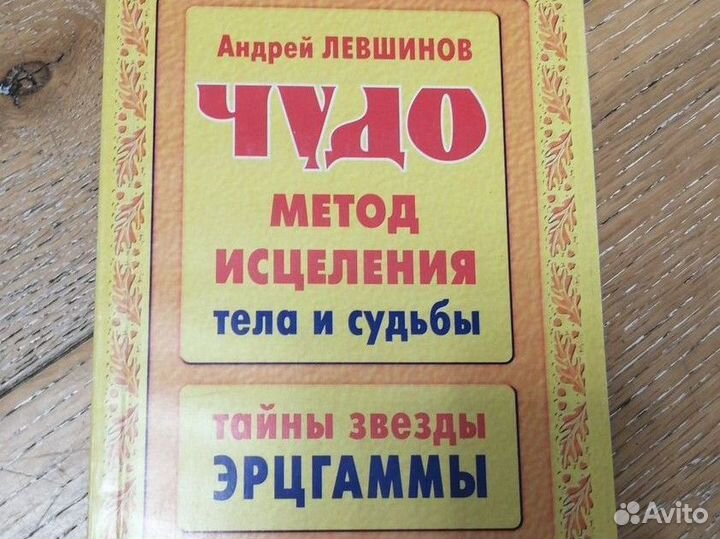 Андрей ЛЕВШИНОВ
ЧУДО
МЕТОД
ИСЦЕЛЕНИЯ
тела и судьбы
тайны звезды
ЭРЦГАММЫ
Avito